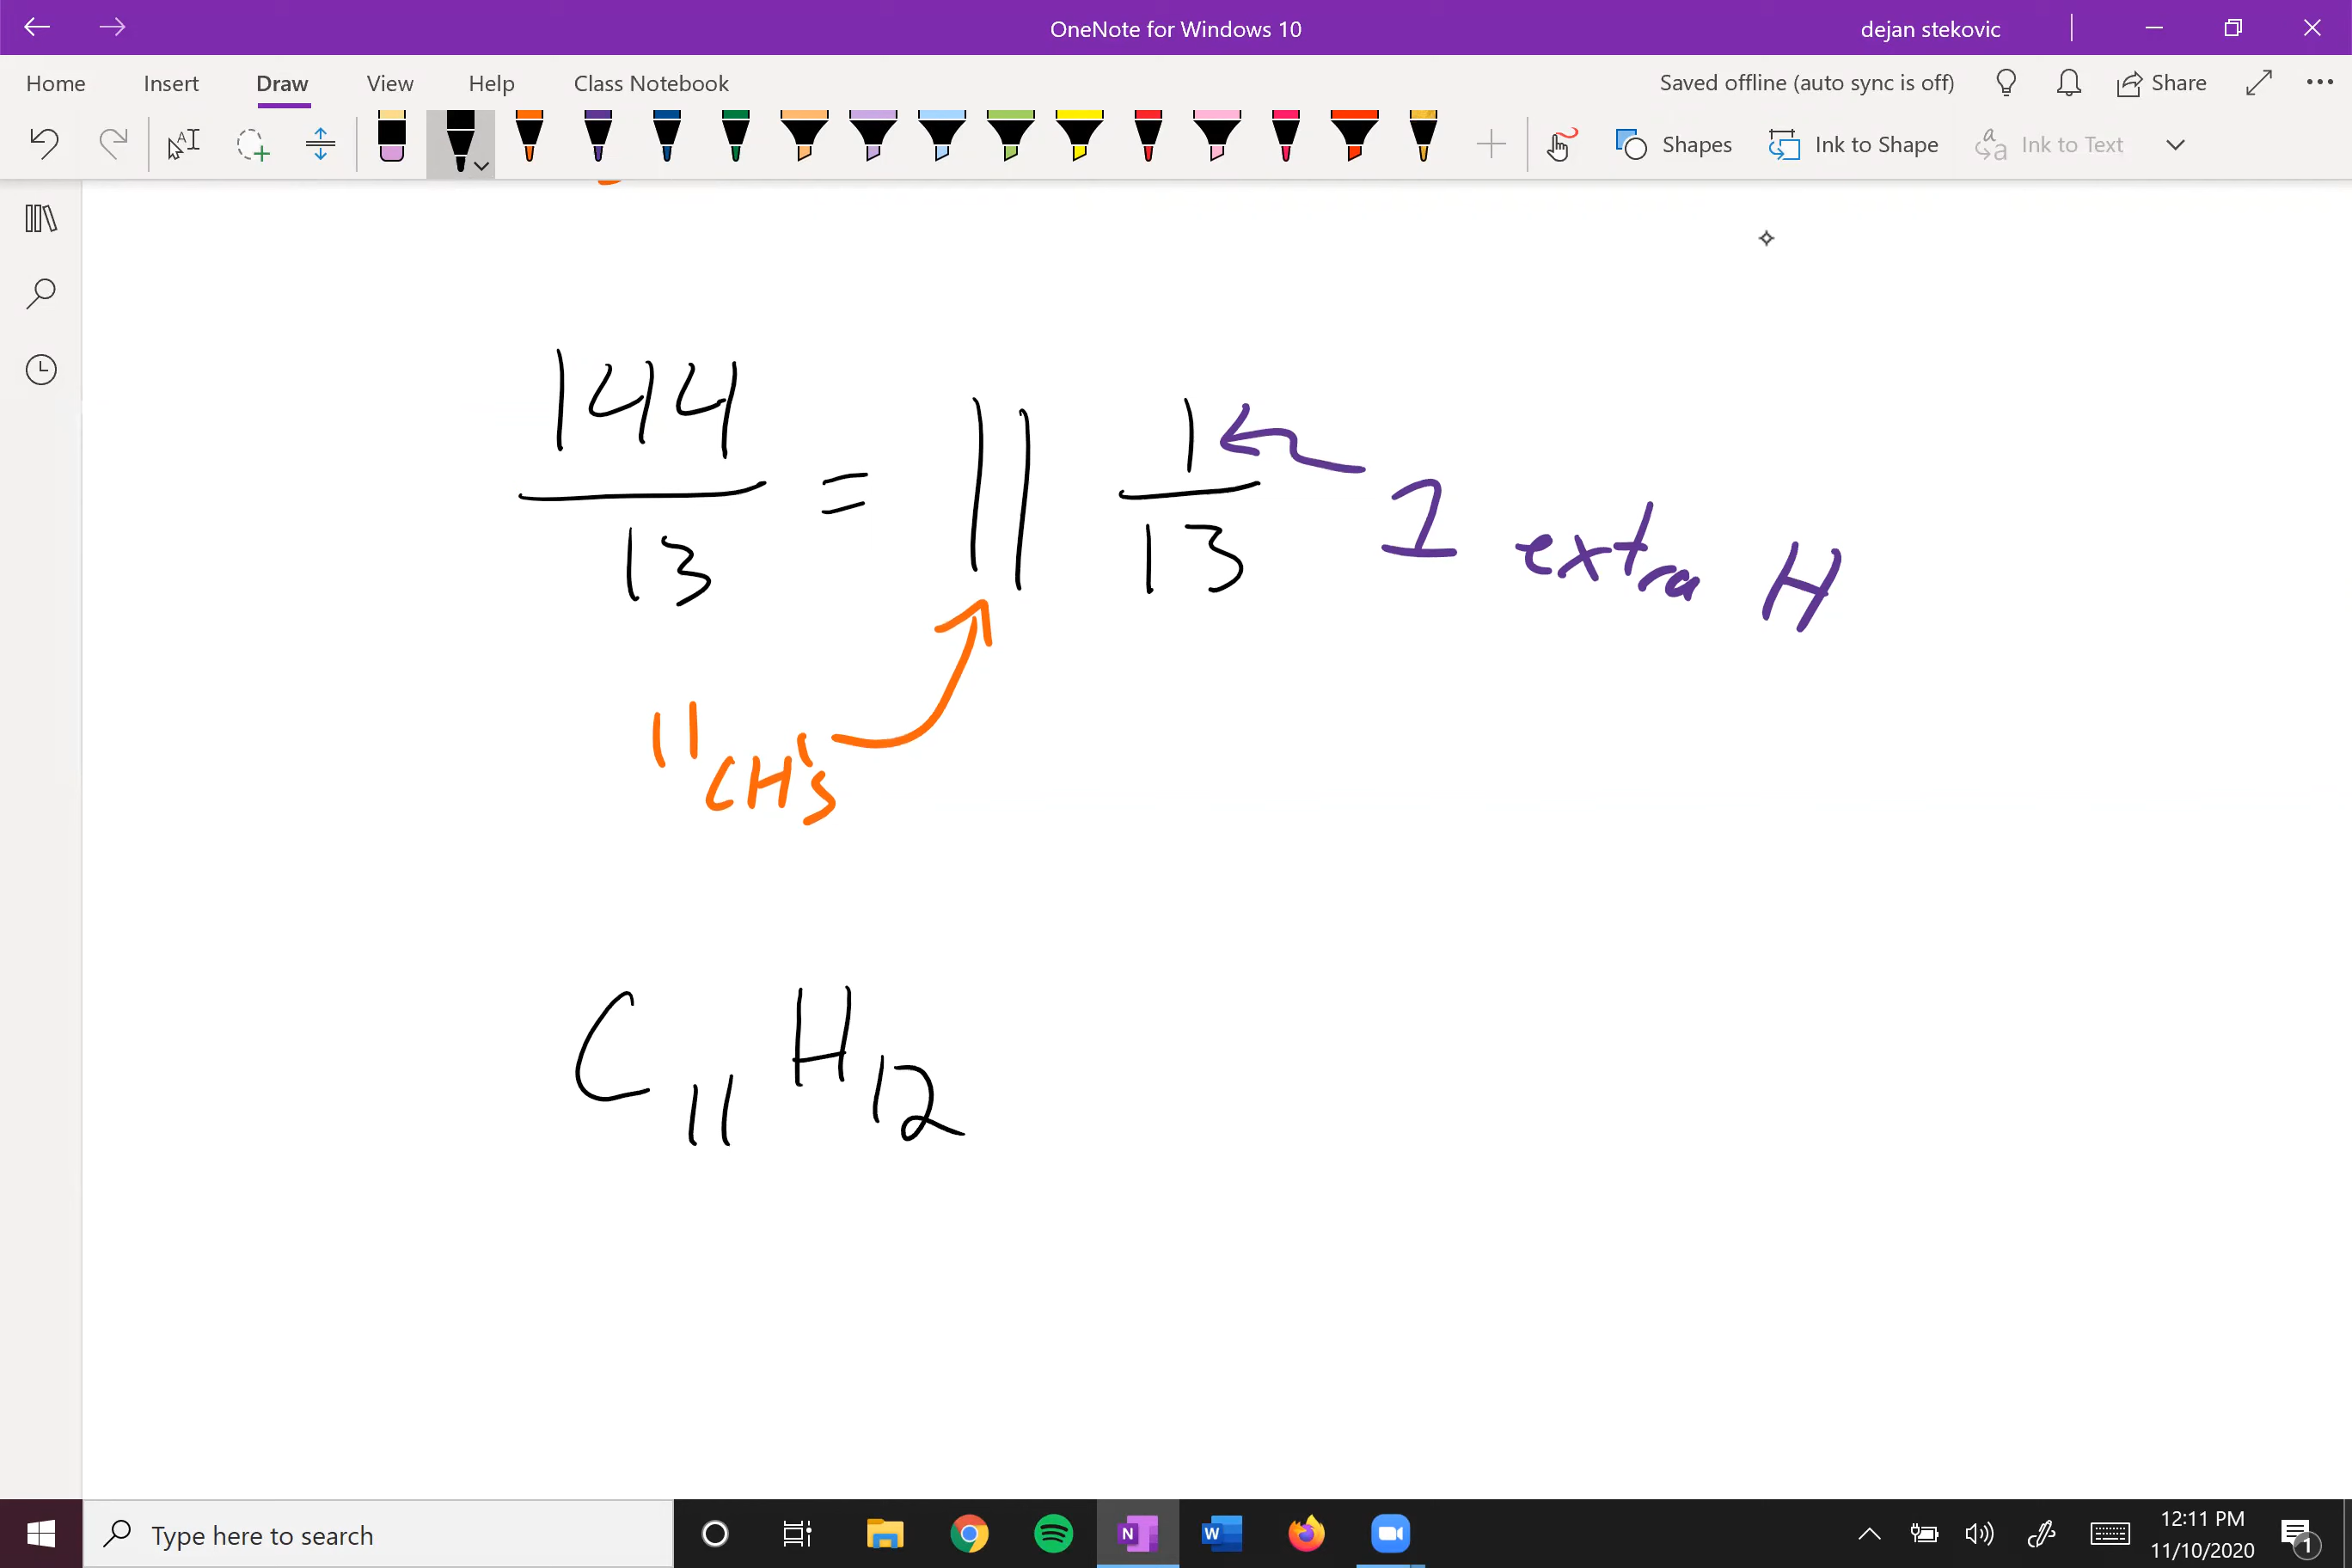 OneNote for Windows 10 dejan stekovic
Home Insert Draw View Help Class Notebook Saved offline (auto sync is off) Share
Shapes Ink to Shape Ink to Text
144/13 = 11 1/13
1 extra H
11 CH's
C₁₁H₁₂
Type here to search
12:11 PM
11/10/2020
1